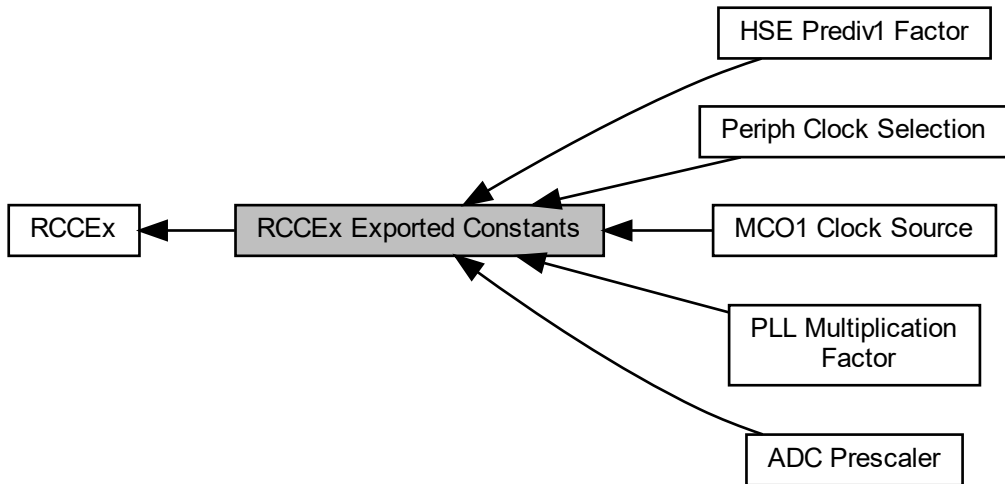 HSE Prediv1 Factor
Periph Clock Selection
RCCEx
RCCEx Exported Constants
MCO1 Clock Source
PLL Multiplication
Factor
ADC Prescaler